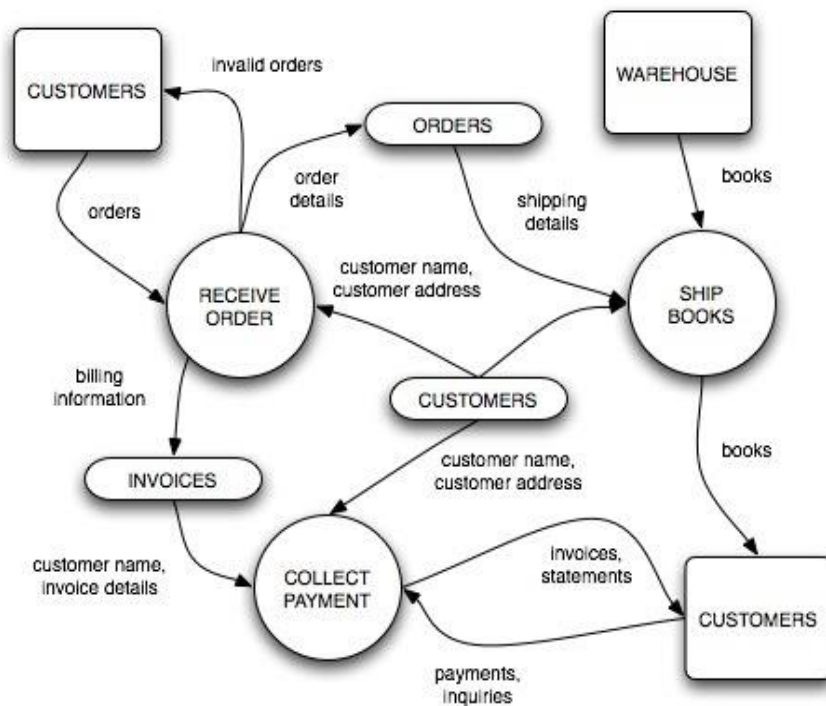 invalid orders
CUSTOMERS
WAREHOUSE
ORDERS
order
details
books
orders
shipping
details
customer name,
customer address
RECEIVE
ORDER
SHIP
BOOKS
billing
information
CUSTOMERS
books
customer name,
customer address
INVOICES
invoices,
statements
customer name,
invoice details
COLLECT
PAYMENT
CUSTOMERS
payments,
inquiries